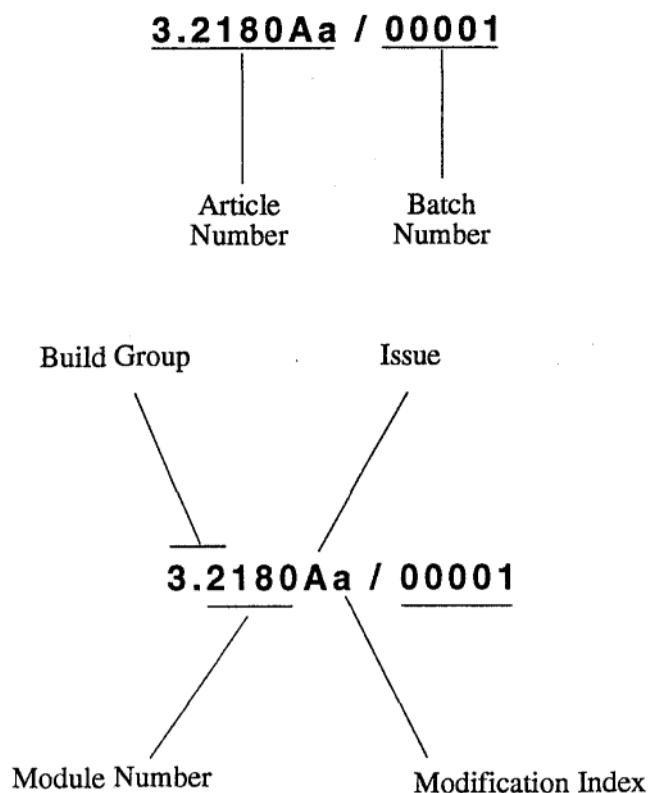 3.2180Aa / 00001
Article
Number
Batch
Number
Build Group
Issue
3.2180Aa / 00001
Module Number
Modification Index